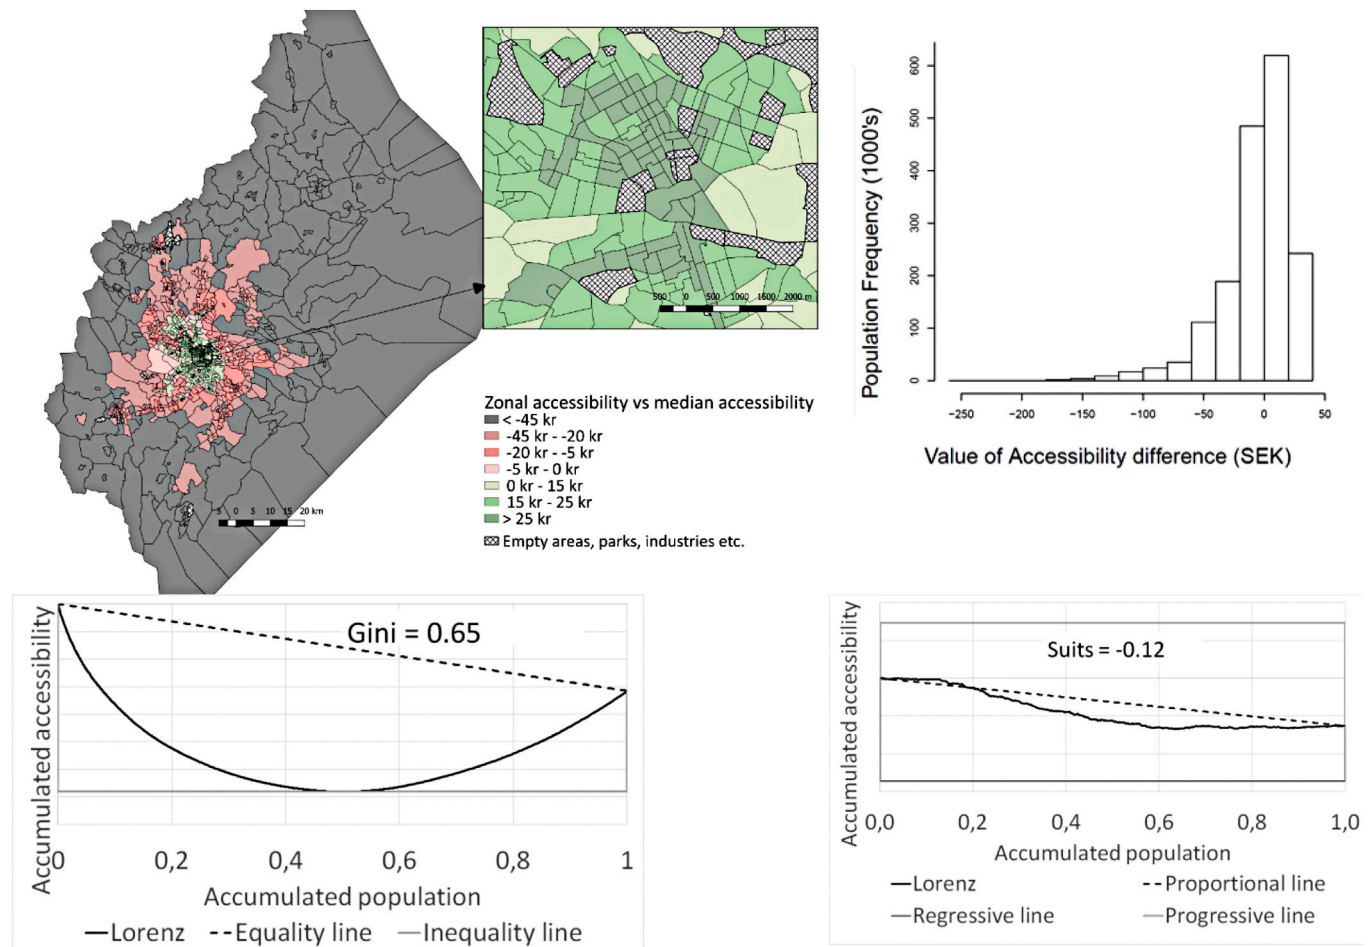 5 0 5 10 15 20 km
500 0 500 1000 1500 2000 m
Zonal accessibility vs median accessibility
< -45 kr
-45 kr - -20 kr
-20 kr - -5 kr
-5 kr - 0 kr
0 kr - 15 kr
15 kr - 25 kr
> 25 kr
Empty areas, parks, industries etc.
Population Frequency (1000's)
600
500
400
300
200
100
0
−250 −200 −150 −100 −50 0 50
Value of Accessibility difference (SEK)
Accumulated accessibility
Gini = 0.65
0 0,2 0,4 0,6 0,8 1
Accumulated population
Lorenz Equality line Inequality line
Accumulated accessibility
Suits = -0.12
0,0 0,2 0,4 0,6 0,8 1,0
Accumulated population
Lorenz Proportional line
Regressive line Progressive line